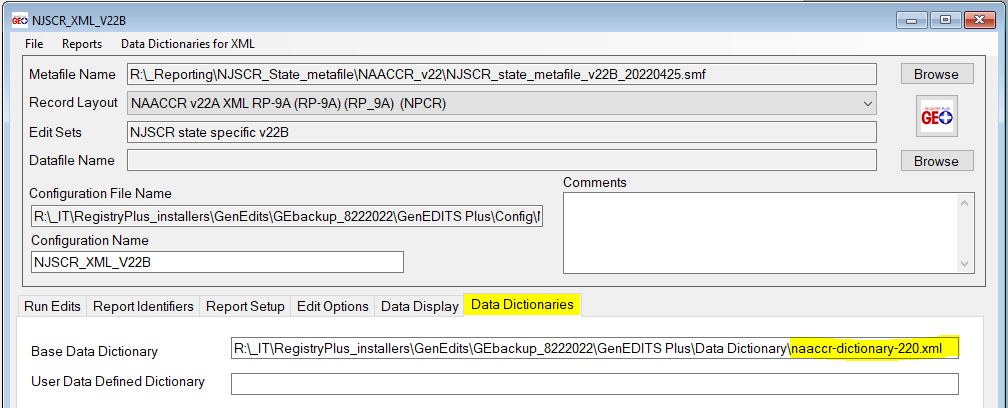 NJSCR_XML_V22B
File Reports Data Dictionaries for XML
Metafile Name R:\_Reporting\NJSCR_State_metafile\NAACCR_v22\NJSCR_state_metafile_v22B_20220425.smf Browse
Record Layout NAACCR v22A XML RP-9A (RP-9A) (RP_9A) (NPCR)
REGISTRY PLUS
GE
Edit Sets NJSCR state specific v22B
Datafile Name Browse
Configuration File Name
R:\_IT\RegistryPlus_installers\GenEdits\GEbackup_8222022\GenEDITS Plus\Config\N
Configuration Name
NJSCR_XML_V22B
Comments
Run Edits Report Identifiers Report Setup Edit Options Data Display Data Dictionaries
Base Data Dictionary R:\_IT\RegistryPlus_installers\GenEdits\GEbackup_8222022\GenEDITS Plus\Data Dictionary\naaccr-dictionary-220.xml
User Data Defined Dictionary